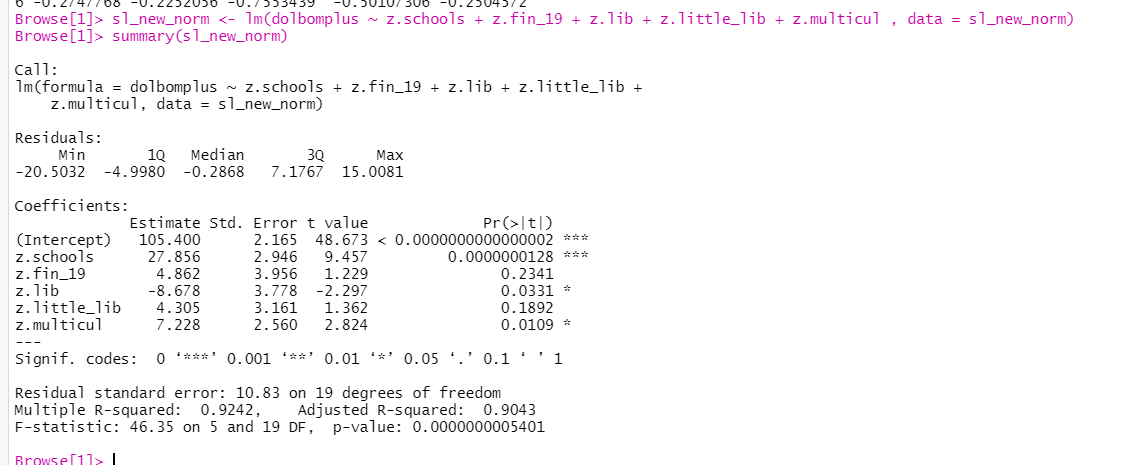 6 -0.2747768 -0.2252056 -0.7553439 -0.50107306 -0.2504572
Browse[1]> sl_new_norm <- lm(dolbomplus ~ z.schools + z.fin_19 + z.lib + z.little_lib + z.multicul , data = sl_new_norm)
Browse[1]> summary(sl_new_norm)
Call:
lm(formula = dolbomplus ~ z.schools + z.fin_19 + z.lib + z.little_lib +
z.multicul, data = sl_new_norm)
Residuals:
Min 1Q Median 3Q Max
-20.5032 -4.9980 -0.2868 7.1767 15.0081
Coefficients:
Estimate Std. Error t value Pr(>|t|)
(Intercept) 105.400 2.165 48.673 < 0.0000000000000002 ***
z.schools 27.856 2.946 9.457 0.0000000128 ***
z.fin_19 4.862 3.956 1.229 0.2341
z.lib -8.678 3.778 -2.297 0.0331 *
z.little_lib 4.305 3.161 1.362 0.1892
z.multicul 7.228 2.560 2.824 0.0109 *
---
Signif. codes: 0 ‘***’ 0.001 ‘**’ 0.01 ‘*’ 0.05 ‘.’ 0.1 ‘ ’ 1
Residual standard error: 10.83 on 19 degrees of freedom
Multiple R-squared: 0.9242, Adjusted R-squared: 0.9043
F-statistic: 46.35 on 5 and 19 DF, p-value: 0.0000000005401
Browse[1]>